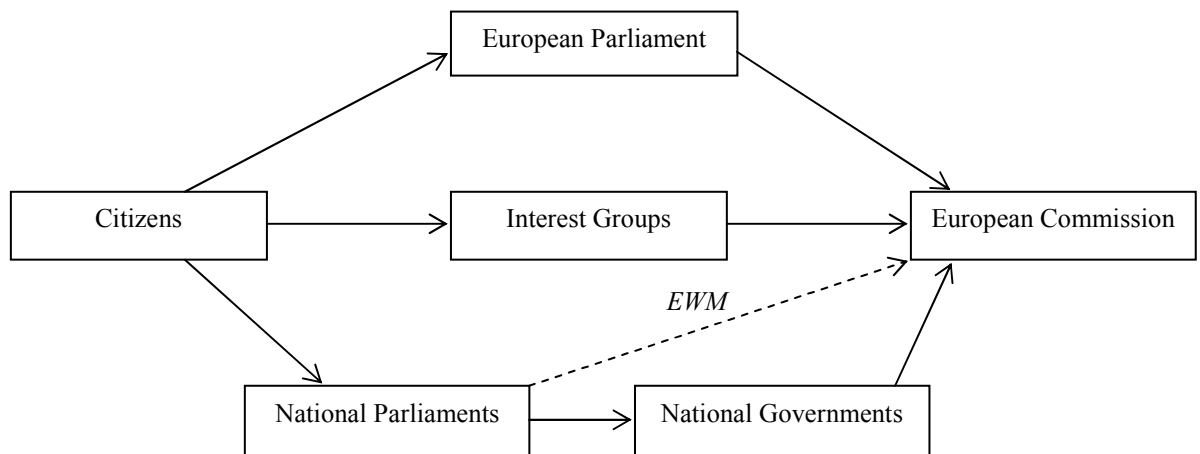 European Parliament
Citizens
Interest Groups
European Commission
EWM
National Parliaments
National Governments